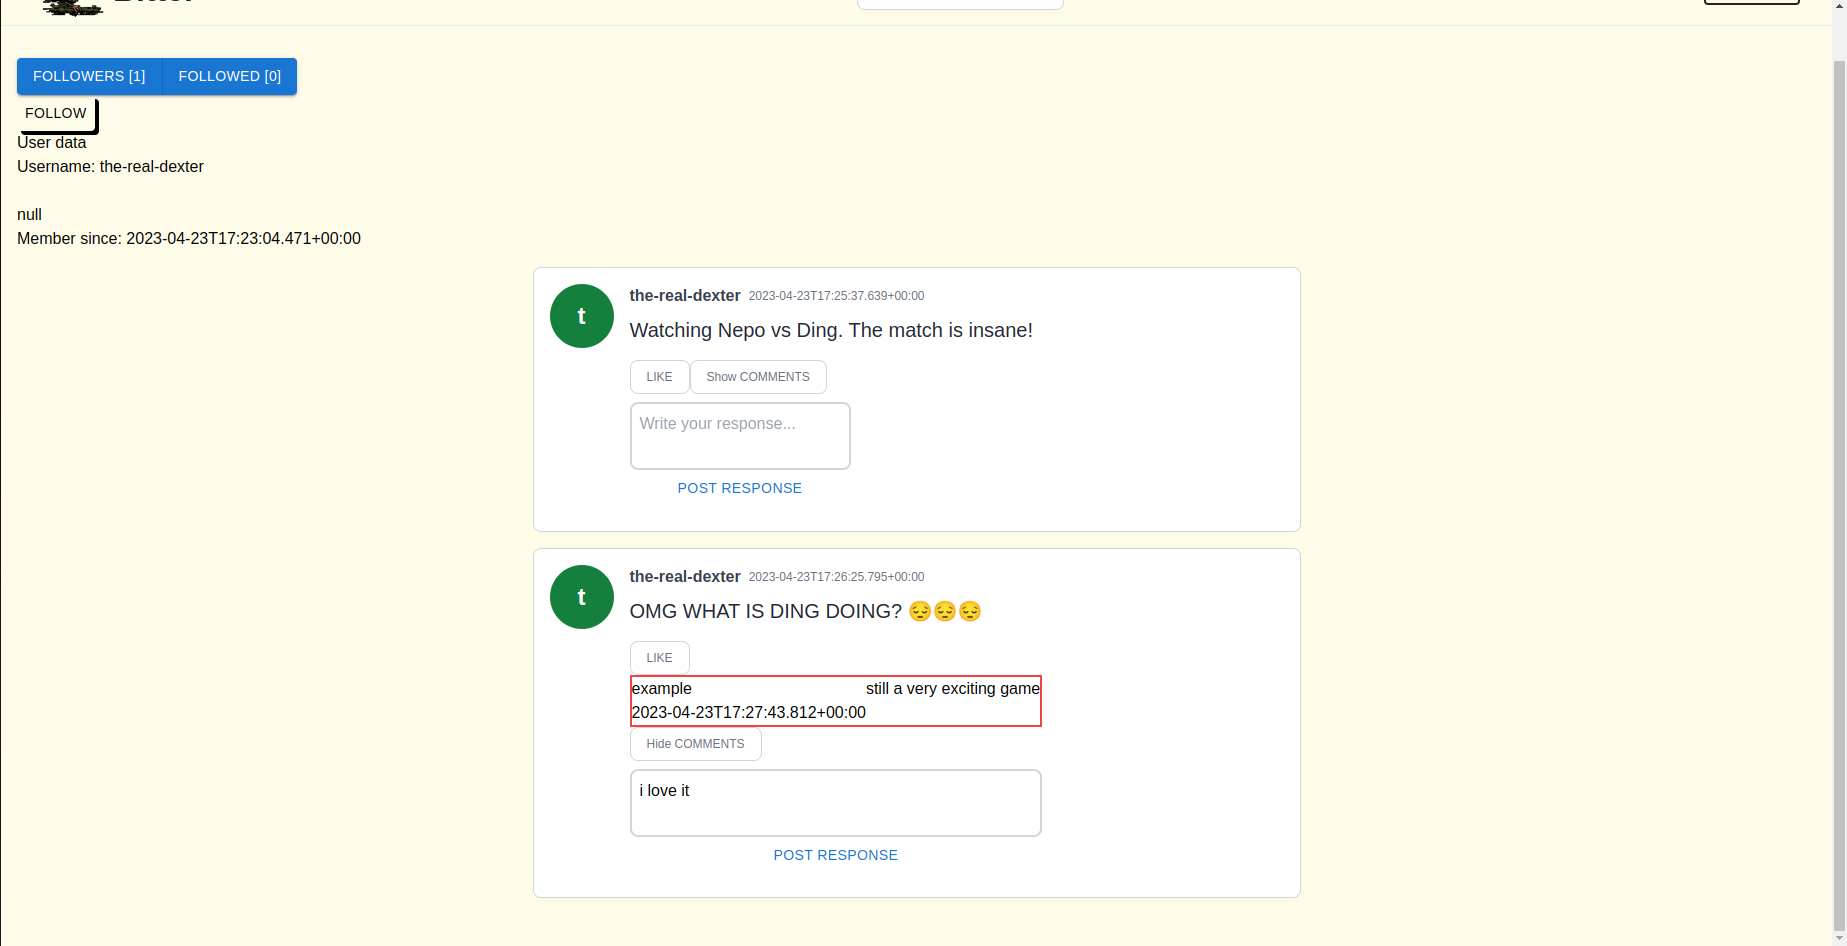 FOLLOWERS [1] FOLLOWED [0]
FOLLOW
User data
Username: the-real-dexter
null
Member since: 2023-04-23T17:23:04.471+00:00
t
the-real-dexter 2023-04-23T17:25:37.639+00:00
Watching Nepo vs Ding. The match is insane!
LIKE Show COMMENTS
Write your response...
POST RESPONSE
t
the-real-dexter 2023-04-23T17:26:25.795+00:00
OMG WHAT IS DING DOING? 😔😔😔
LIKE
example still a very exciting game
2023-04-23T17:27:43.812+00:00
Hide COMMENTS
i love it
POST RESPONSE